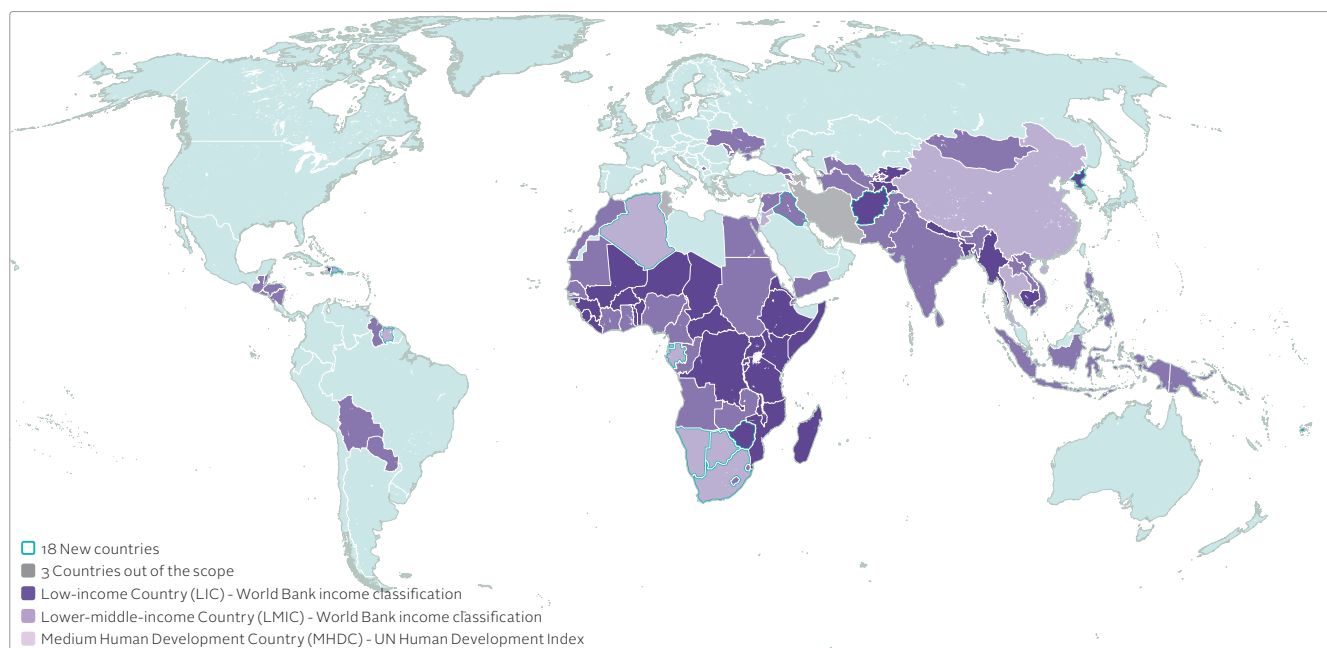 18 New countries
3 Countries out of the scope
Low-income Country (LIC) - World Bank income classification
Lower-middle-income Country (LMIC) - World Bank income classification
Medium Human Development Country (MHDC) - UN Human Development Index